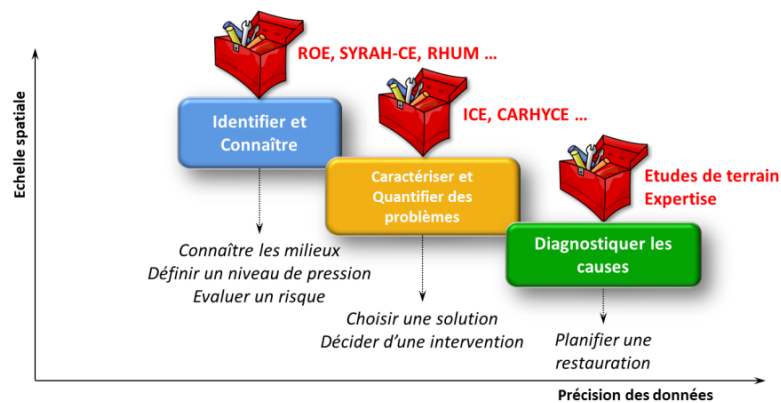 ROE, SYRAH-CE, RHUM ...
Identifier et
Connaître
ICE, CARHYCE ...
Caractériser et
Quantifier des
problèmes
Etudes de terrain
Expertise
Diagnostiquer les
causes
Connaître les milieux
Définir un niveau de pression
Evaluer un risque
Choisir une solution
Décider d'une intervention
Planifier une
restauration
Echelle spatiale
Précision des données